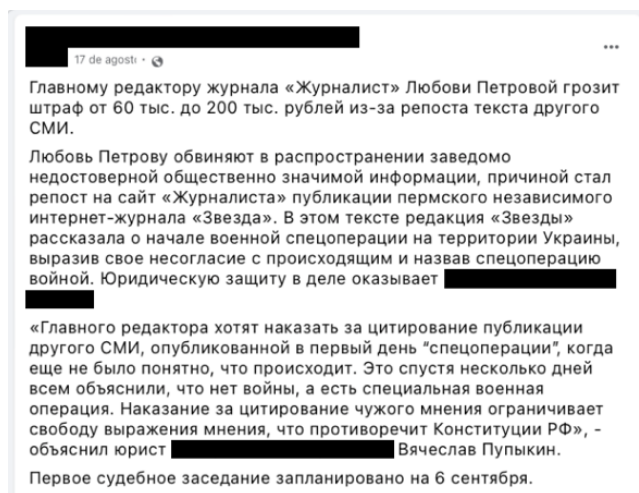 17 de agosti ·
Главному редактору журнала «Журналист» Любови Петровой грозит
штраф от 60 тыс. до 200 тыс. рублей из-за репоста текста другого
СМИ.
Любовь Петрову обвиняют в распространении заведомо
недостоверной общественно значимой информации, причиной стал
репост на сайт «Журналиста» публикации пермского независимого
интернет-журнала «Звезда». В этом тексте редакция «Звезды»
рассказала о начале военной спецоперации на территории Украины,
выразив свое несогласие с происходящим и назвав спецоперацию
войной. Юридическую защиту в деле оказывает
«Главного редактора хотят наказать за цитирование публикации
другого СМИ, опубликованной в первый день “спецоперации”, когда
еще не было понятно, что происходит. Это спустя несколько дней
всем объяснили, что нет войны, а есть специальная военная
операция. Наказание за цитирование чужого мнения ограничивает
свободу выражения мнения, что противоречит Конституции РФ», -
объяснил юрист Вячеслав Пупыкин.
Первое судебное заседание запланировано на 6 сентября.